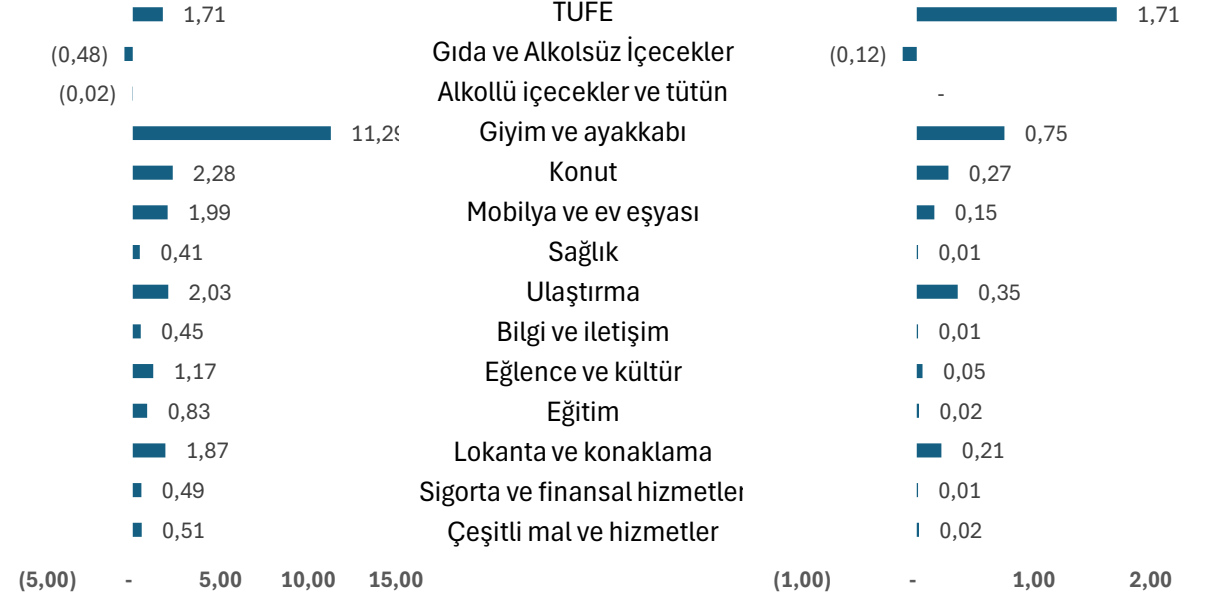 1,71 TÜFE 1,71
(0,48) Gıda ve Alkolsüz İçecekler (0,12)
(0,02) Alkollü içecekler ve tütün -
11,29 Giyim ve ayakkabı 0,75
2,28 Konut 0,27
1,99 Mobilya ve ev eşyası 0,15
0,41 Sağlık 0,01
2,03 Ulaştırma 0,35
0,45 Bilgi ve iletişim 0,01
1,17 Eğlence ve kültür 0,05
0,83 Eğitim 0,02
1,87 Lokanta ve konaklama 0,21
0,49 Sigorta ve finansal hizmetler 0,01
0,51 Çeşitli mal ve hizmetler 0,02
(5,00) - 5,00 10,00 15,00 (1,00) - 1,00 2,00